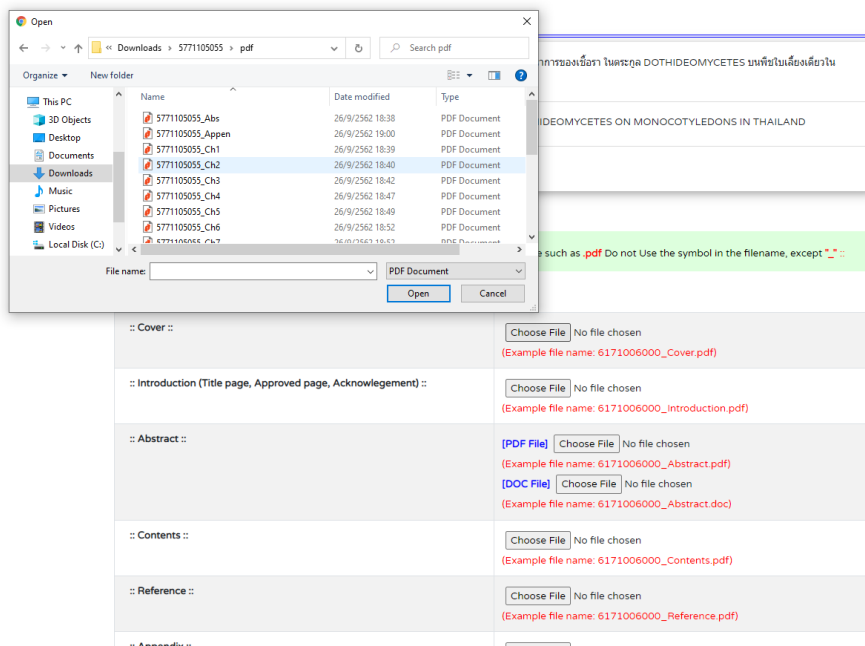 Open
« Downloads › 5771105055 › pdf
Search pdf
Organize
New folder
?
This PC
3D Objects
Desktop
Documents
Downloads
Music
Pictures
Videos
Local Disk (C:)
Name Date modified Type
5771105055_Abs 26/9/2562 18:38 PDF Document
5771105055_Appen 26/9/2562 19:00 PDF Document
5771105055_Ch1 26/9/2562 18:39 PDF Document
5771105055_Ch2 26/9/2562 18:40 PDF Document
5771105055_Ch3 26/9/2562 18:42 PDF Document
5771105055_Ch4 26/9/2562 18:47 PDF Document
5771105055_Ch5 26/9/2562 18:49 PDF Document
5771105055_Ch6 26/9/2562 18:52 PDF Document
5771105055_Ch7 26/9/2562 18:53 PDF Document
File name:
PDF Document
Open
Cancel
าการของเชื้อรา ในตระกูล DOTHIDEOMYCETES บนพืชใบเลี้ยงเดี่ยวใน
IDEOMYCETES ON MONOCOTYLEDONS IN THAILAND
e such as .pdf Do not Use the symbol in the filename, except "_" ::
:: Cover ::
Choose File No file chosen
(Example file name: 6171006000_Cover.pdf)
:: Introduction (Title page, Approved page, Acknowlegement) ::
Choose File No file chosen
(Example file name: 6171006000_Introduction.pdf)
:: Abstract ::
[PDF File] Choose File No file chosen
(Example file name: 6171006000_Abstract.pdf)
[DOC File] Choose File No file chosen
(Example file name: 6171006000_Abstract.doc)
:: Contents ::
Choose File No file chosen
(Example file name: 6171006000_Contents.pdf)
:: Reference ::
Choose File No file chosen
(Example file name: 6171006000_Reference.pdf)
:: Appendix ::